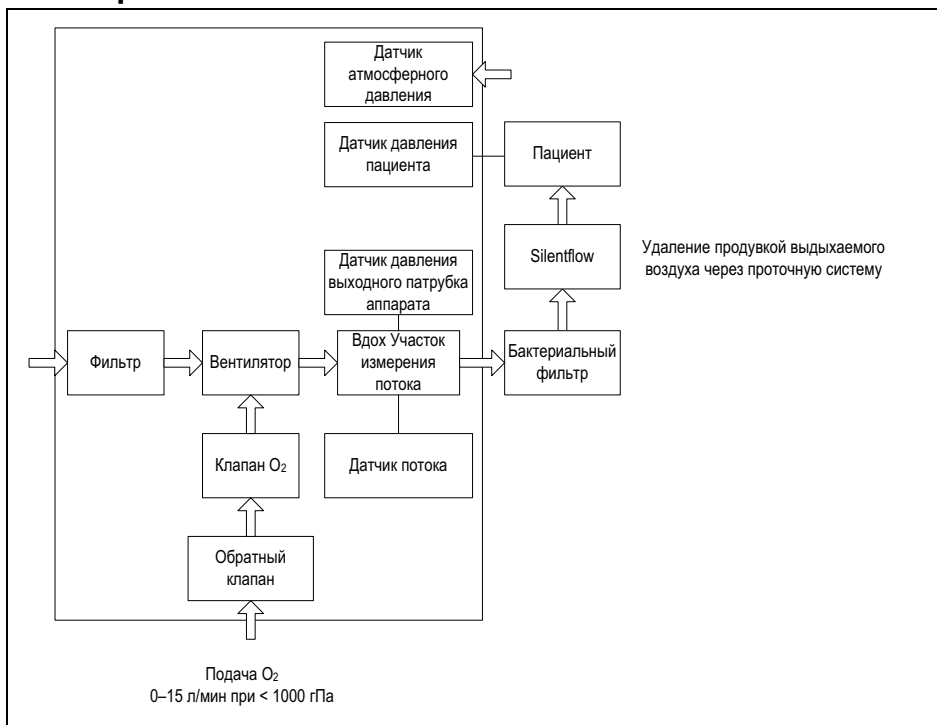 Датчик
атмосферного
давления
Датчик давления
пациента
Пациент
Silentflow
Удаление продувкой выдыхаемого
воздуха через проточную систему
Датчик давления
выходного патрубка
аппарата
Фильтр
Вентилятор
Вдох Участок
измерения
потока
Бактериальный
фильтр
Клапан O₂
Датчик потока
Обратный
клапан
Подача O₂
0–15 л/мин при < 1000 гПа